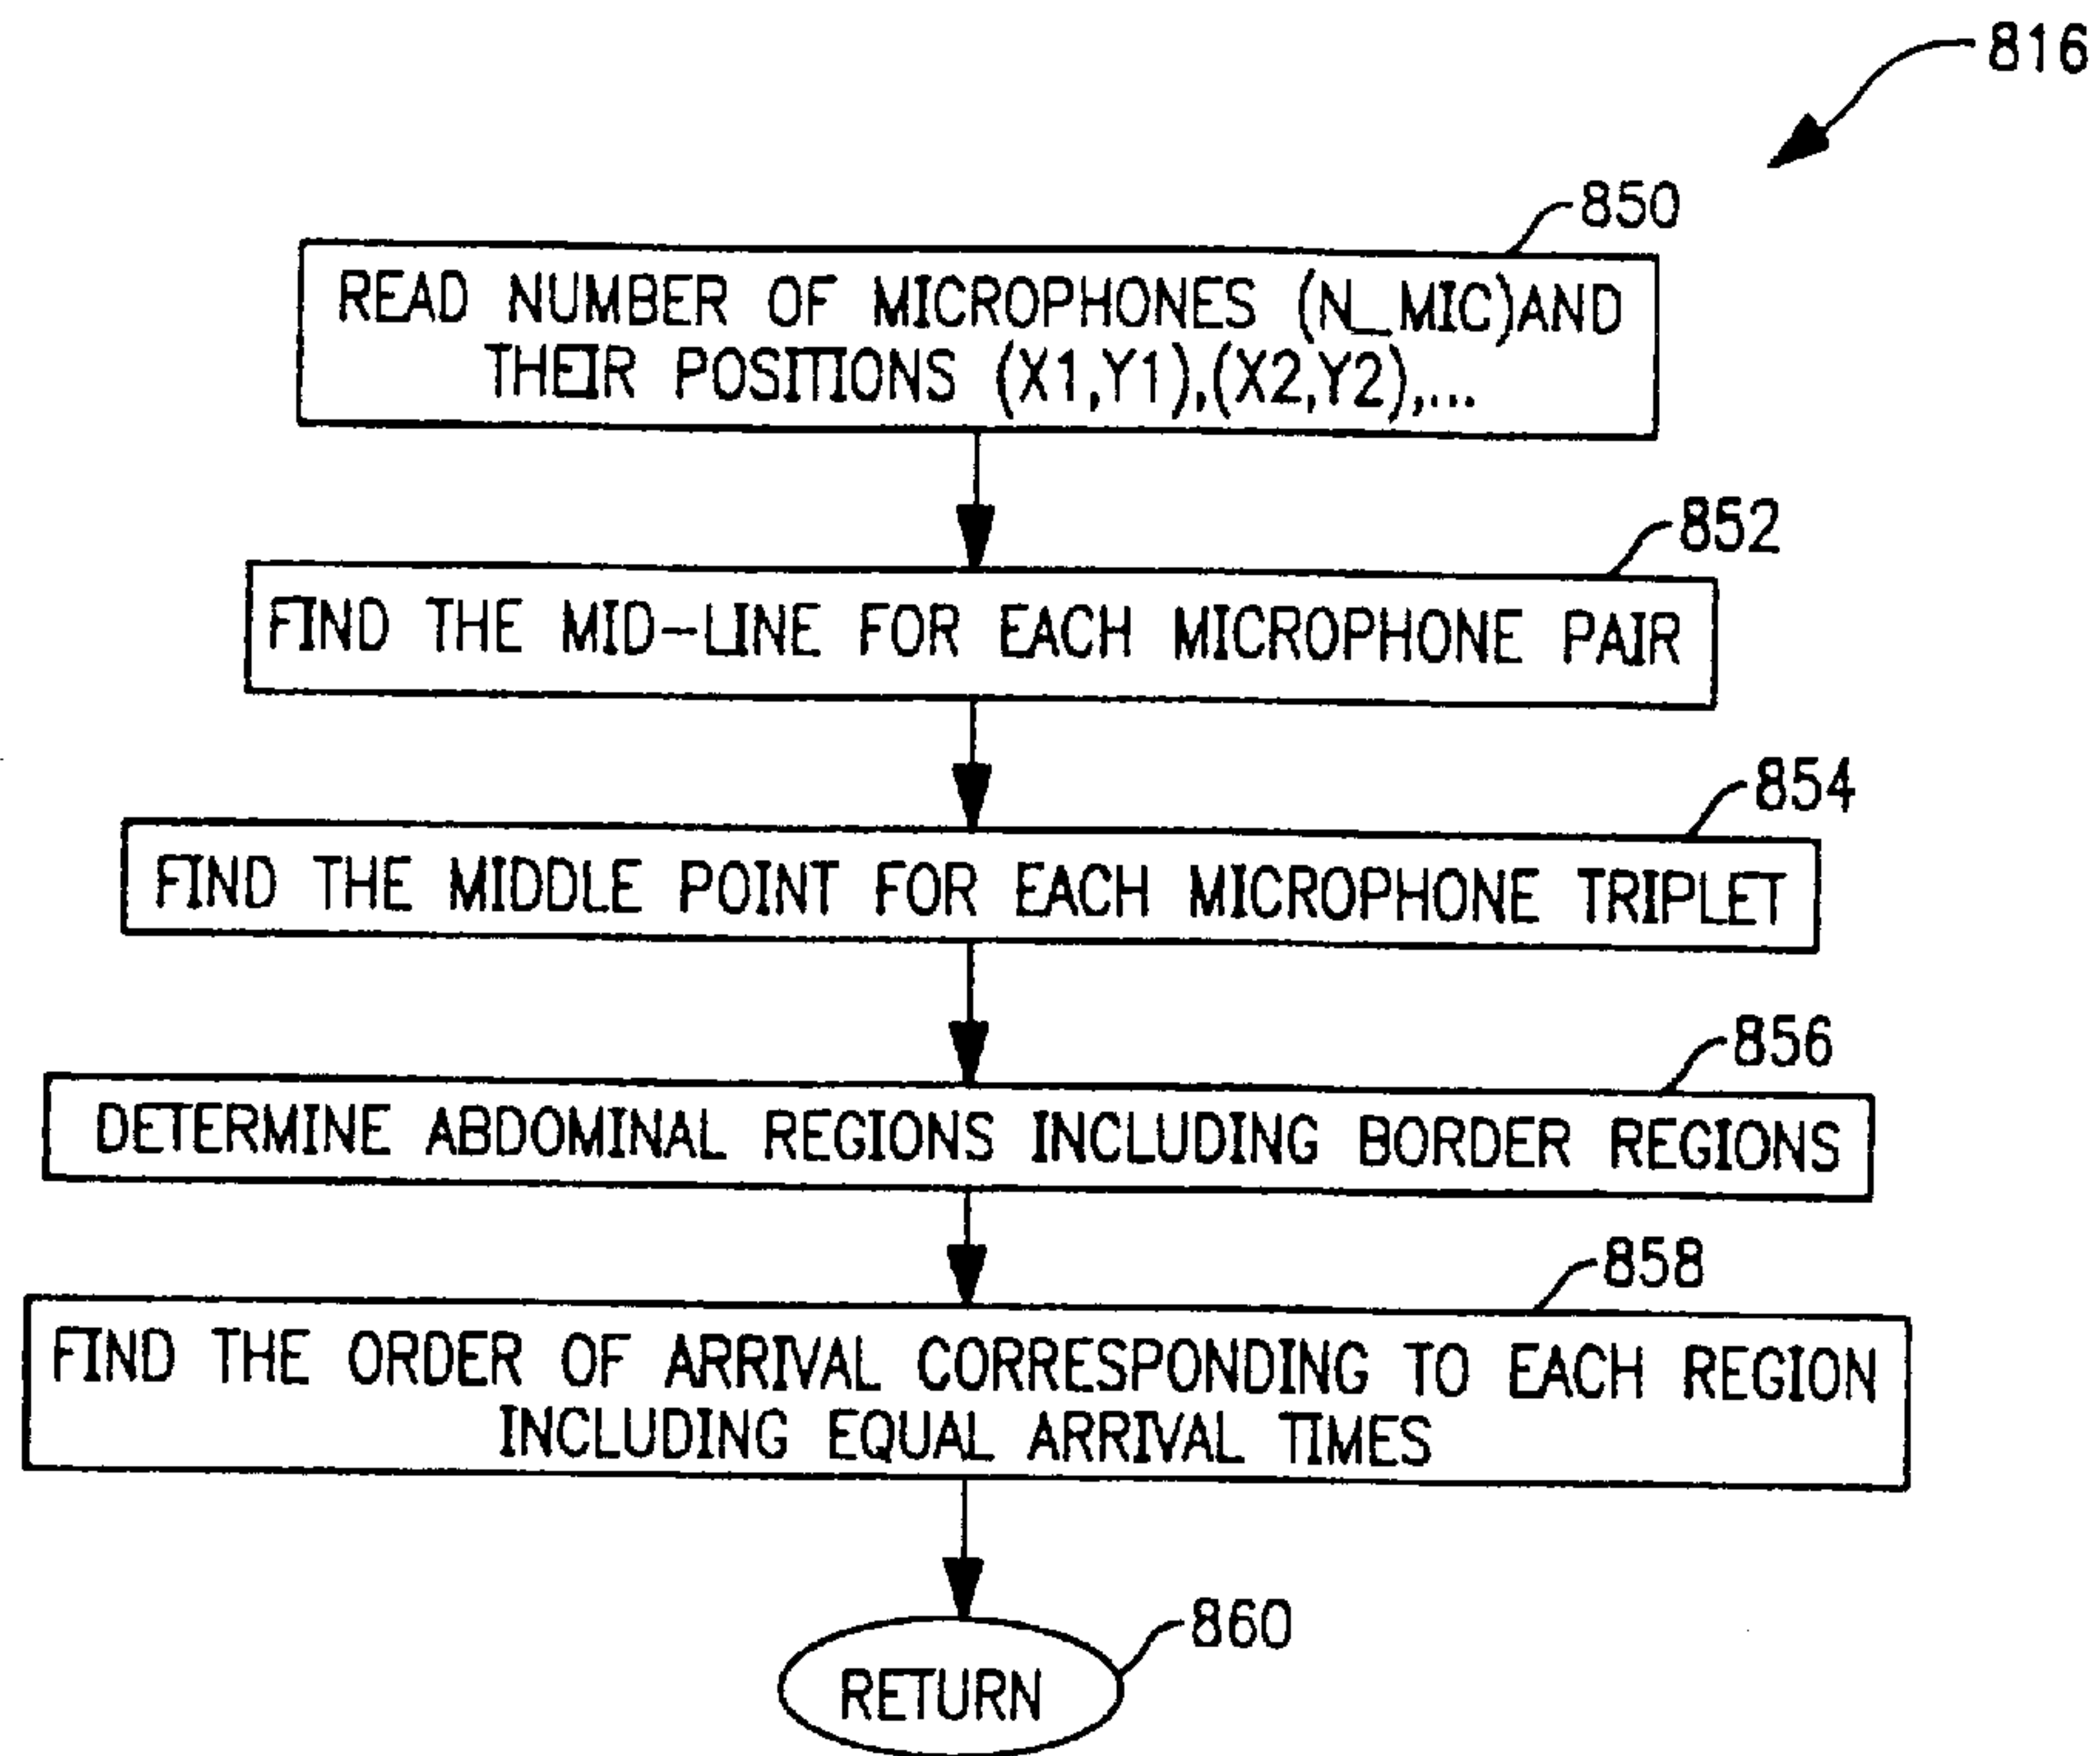 816
850
READ NUMBER OF MICROPHONES (N_MIC)AND
THEIR POSITIONS (X1,Y1),(X2,Y2),...
852
FIND THE MID-LINE FOR EACH MICROPHONE PAIR
854
FIND THE MIDDLE POINT FOR EACH MICROPHONE TRIPLET
856
DETERMINE ABDOMINAL REGIONS INCLUDING BORDER REGIONS
858
FIND THE ORDER OF ARRIVAL CORRESPONDING TO EACH REGION
INCLUDING EQUAL ARRIVAL TIMES
860
RETURN